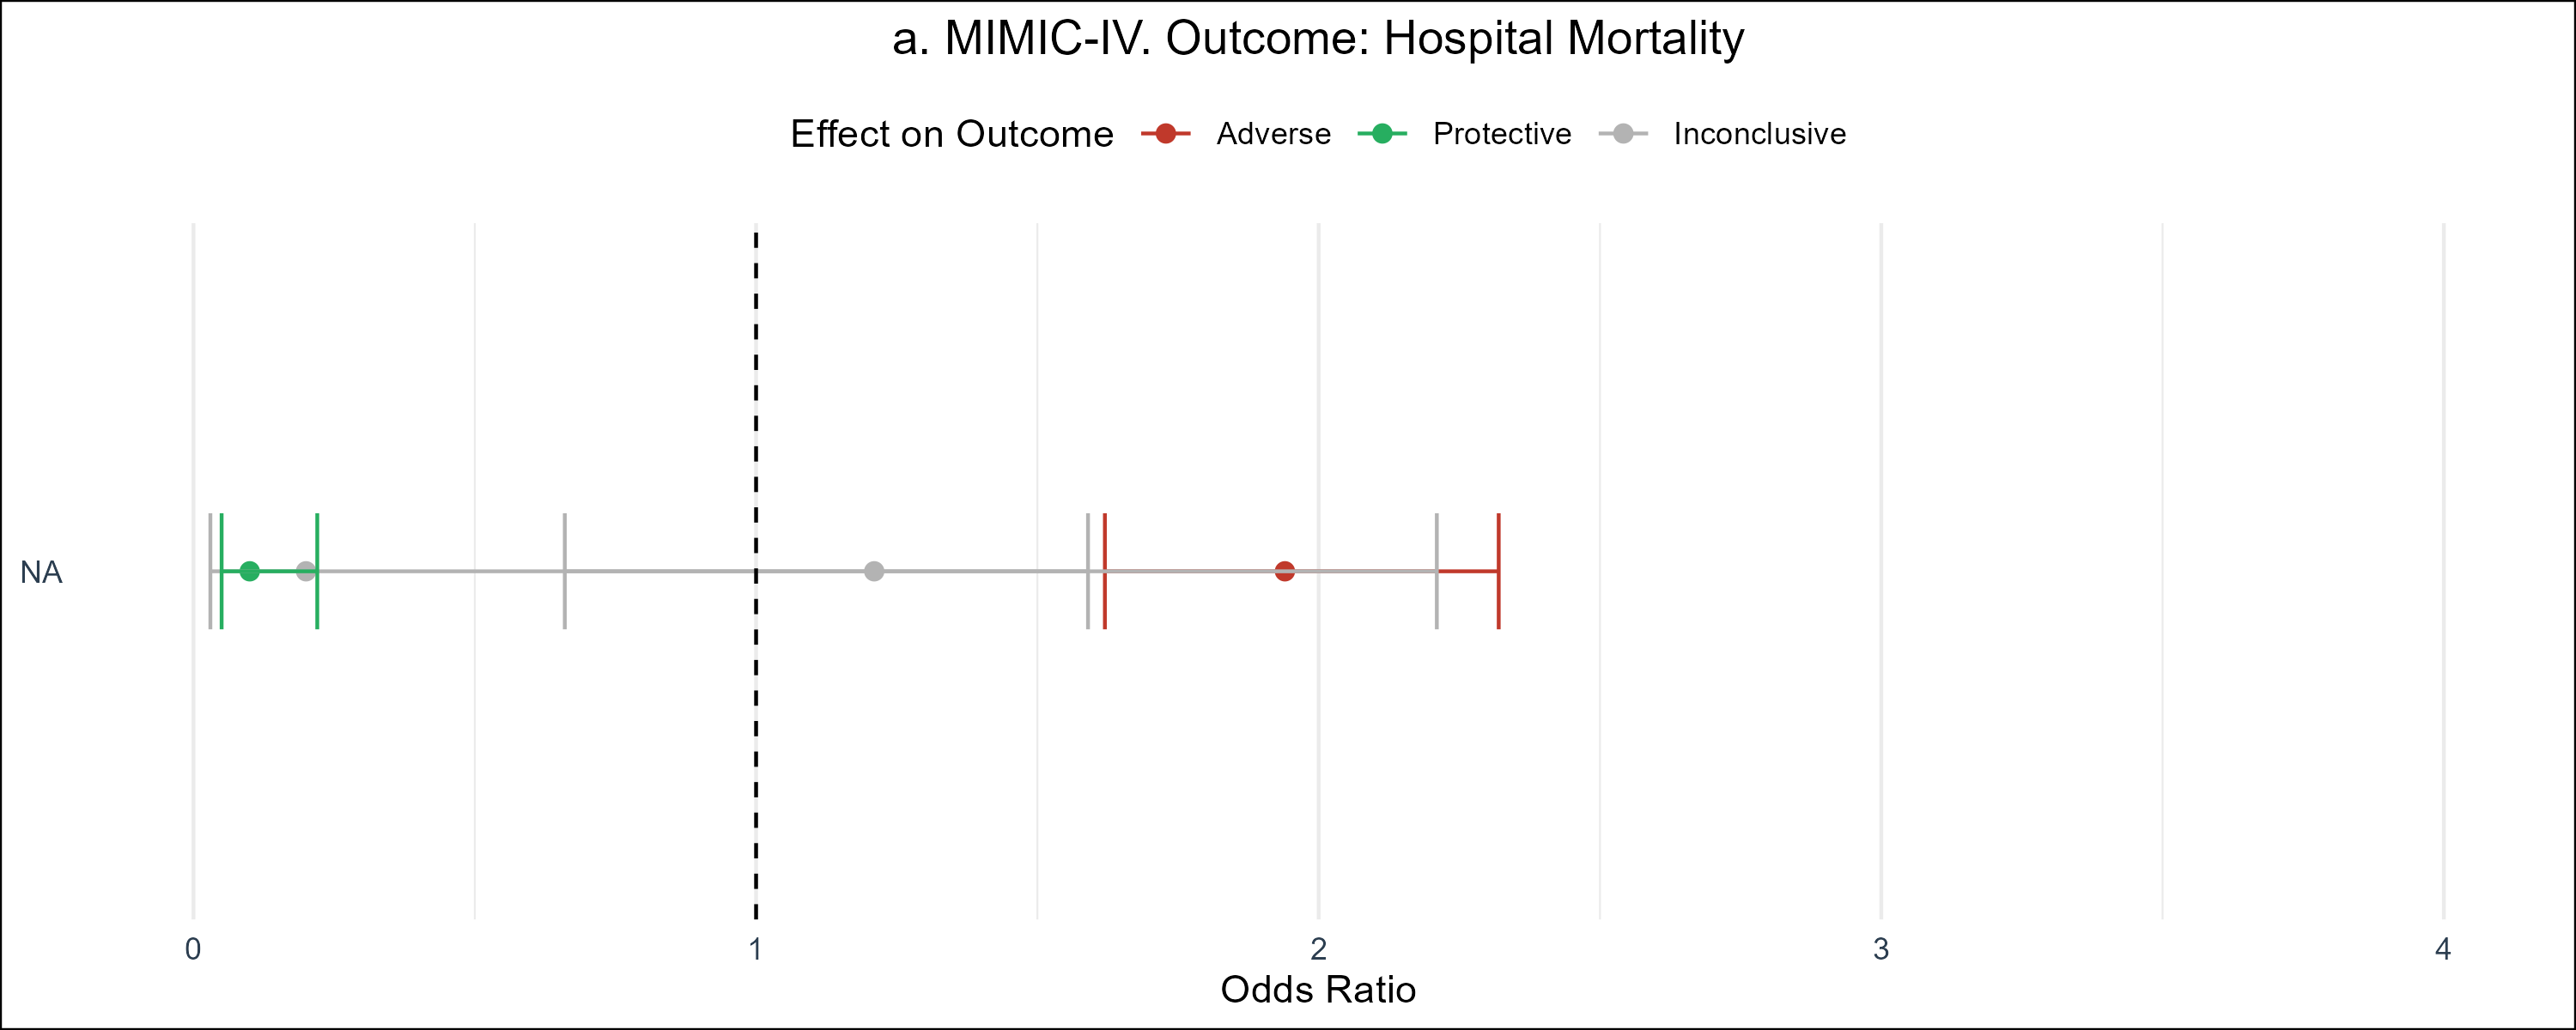 a. MIMIC-IV. Outcome: Hospital Mortality
Effect on Outcome Adverse Protective Inconclusive
NA
0 1 2 3 4
Odds Ratio